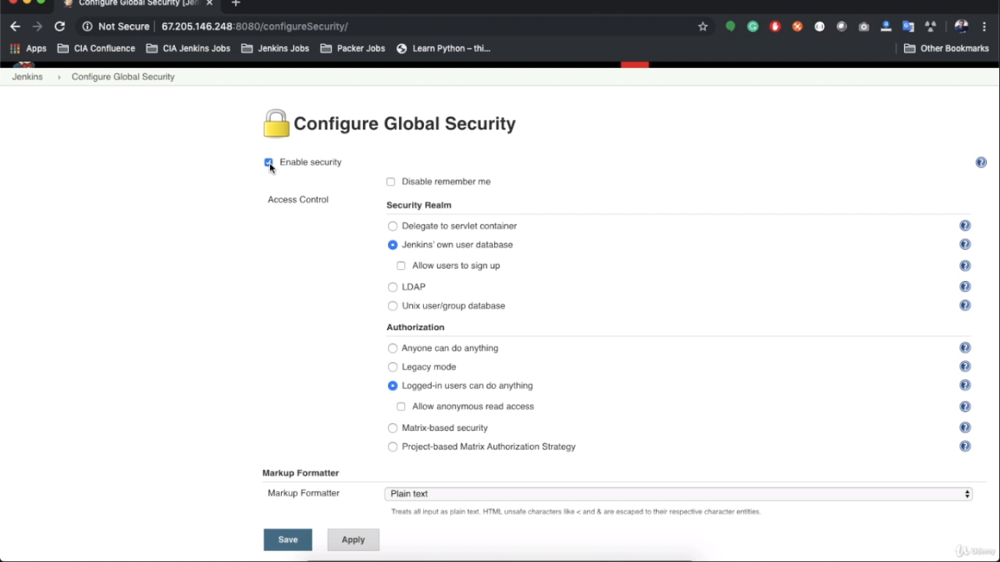 Configure Global Security [Jen
Not Secure | 67.205.146.248:8080/configureSecurity/
Apps CIA Confluence CIA Jenkins Jobs Jenkins Jobs Packer Jobs Learn Python – thi... Other Bookmarks
Jenkins Configure Global Security
Configure Global Security
Enable security
Disable remember me
Access Control
Security Realm
Delegate to servlet container
Jenkins' own user database
Allow users to sign up
LDAP
Unix user/group database
Authorization
Anyone can do anything
Legacy mode
Logged-in users can do anything
Allow anonymous read access
Matrix-based security
Project-based Matrix Authorization Strategy
Markup Formatter
Markup Formatter Plain text
Treats all input as plain text. HTML unsafe characters like < and & are escaped to their respective character entities.
Save Apply
Udemy